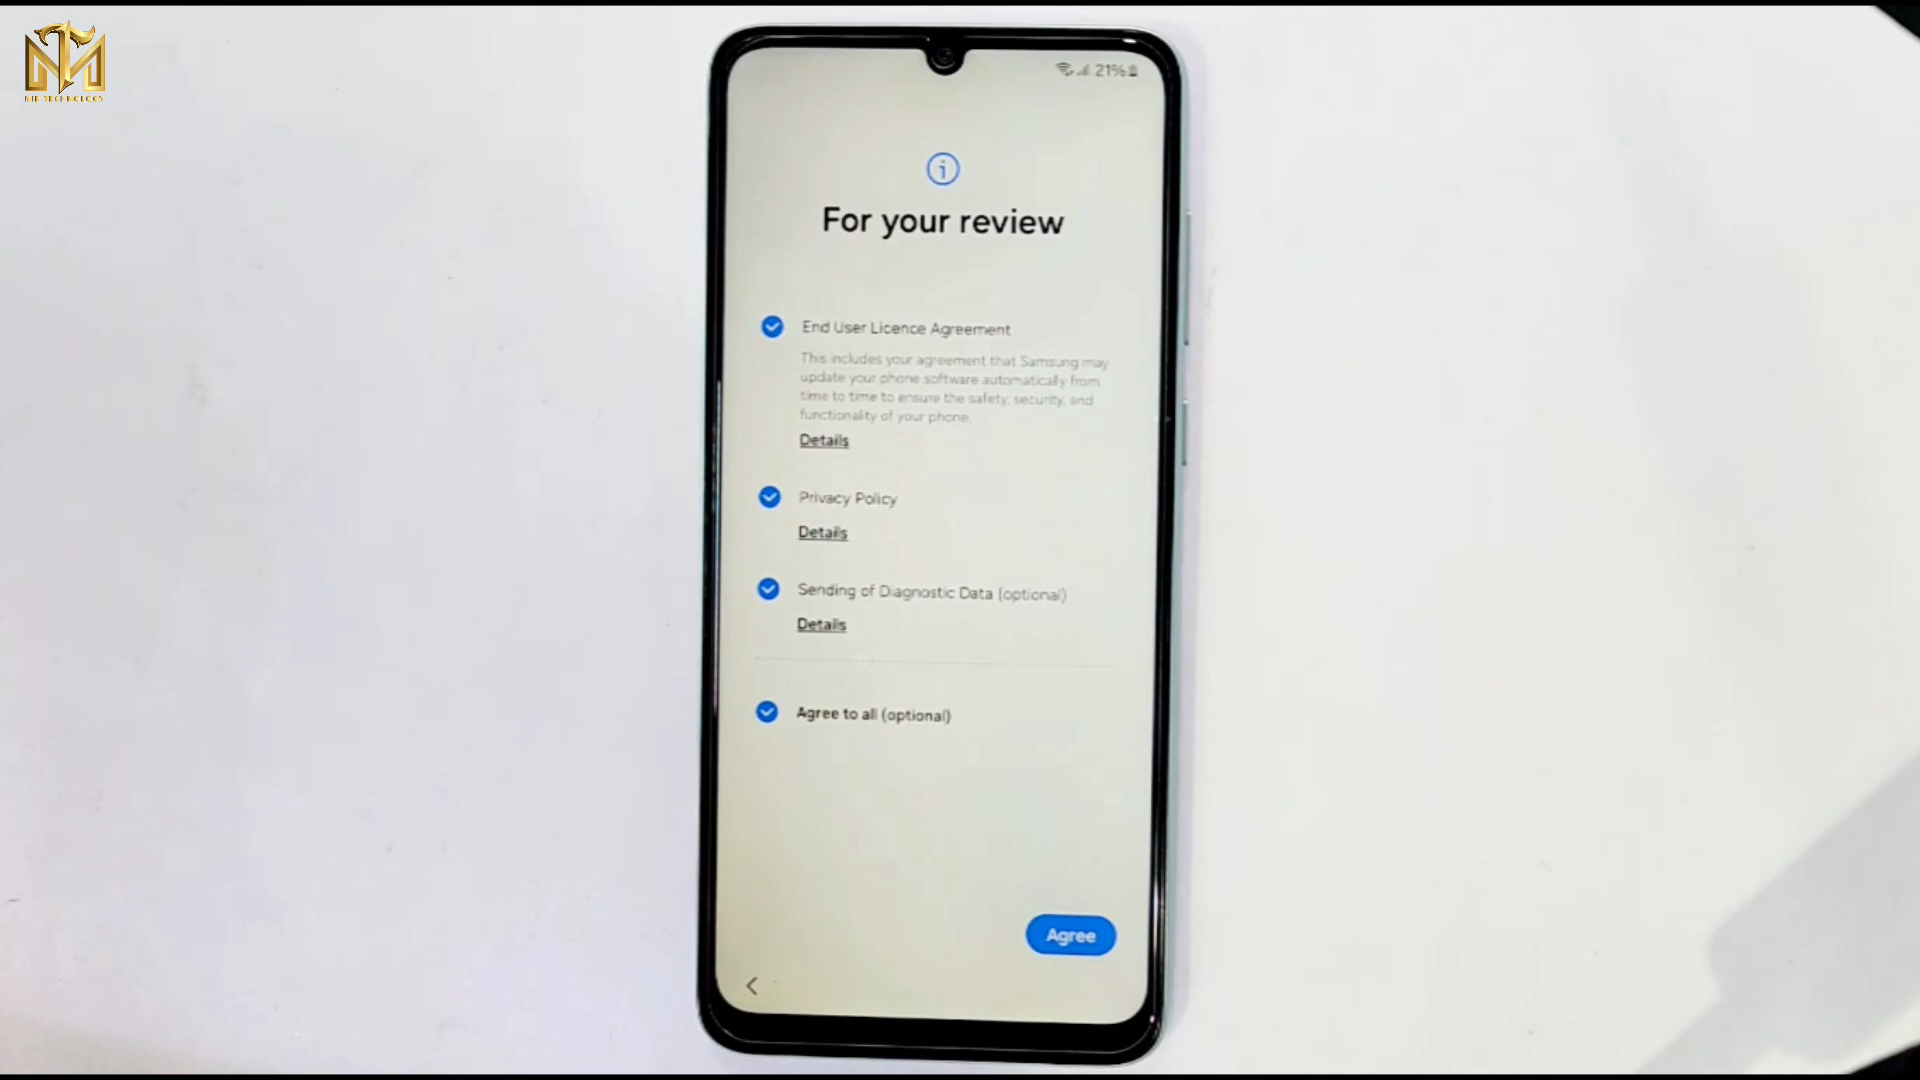 MTM TECHNOLOGY
21%
For your review
End User Licence Agreement
This includes your agreement that Samsung may
update your phone software automatically from
time to time to ensure the safety, security, and
functionality of your phone.
Details
Privacy Policy
Details
Sending of Diagnostic Data (optional)
Details
Agree to all (optional)
Agree